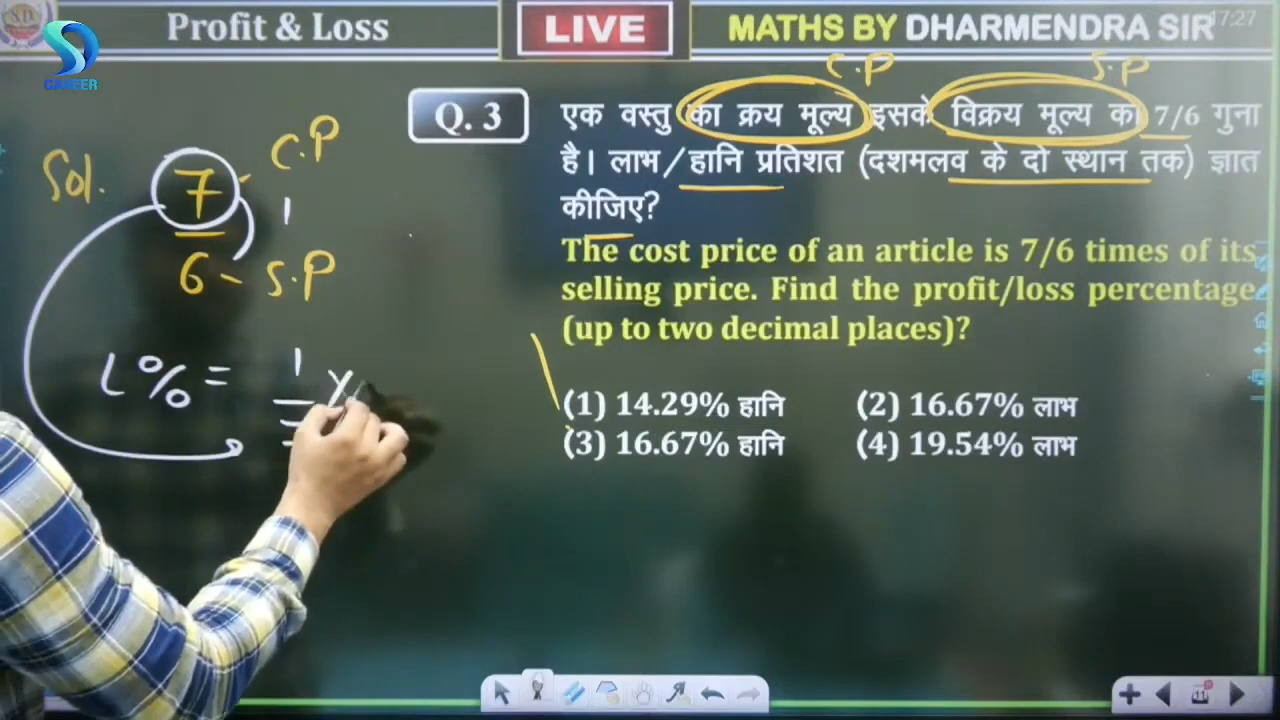 Profit & Loss
LIVE
MATHS BY DHARMENDRA SIR
17:27
CAREER
Q. 3
एक वस्तु का क्रय मूल्य इसके विक्रय मूल्य का 7/6 गुना
है। लाभ/हानि प्रतिशत (दशमलव के दो स्थान तक) ज्ञात
कीजिए?
C.P
S.P
The cost price of an article is 7/6 times of its
selling price. Find the profit/loss percentage
(up to two decimal places)?
(1) 14.29% हानि
(2) 16.67% लाभ
(3) 16.67% हानि
(4) 19.54% लाभ
Sol.
7 - C.P
1
6 - S.P
L% = 1 ×